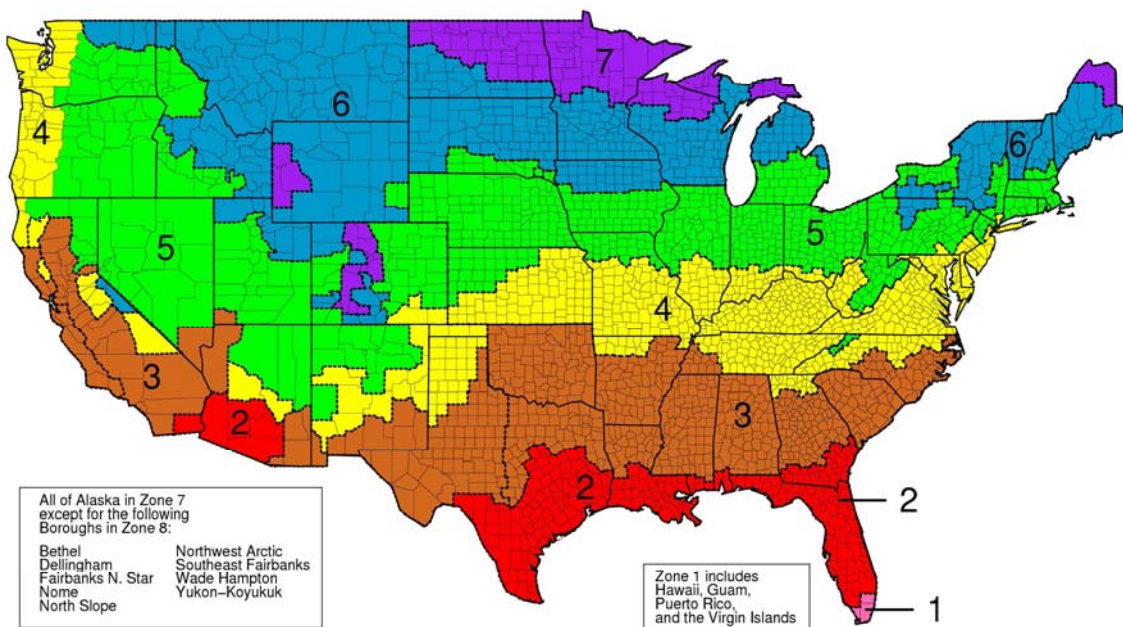 7
6
4
6
5
5
4
3
3
2
2
2
1
All of Alaska in Zone 7
except for the following
Boroughs in Zone 8:
Bethel
Dellingham
Fairbanks N. Star
Nome
North Slope
Northwest Arctic
Southeast Fairbanks
Wade Hampton
Yukon-Koyukuk
Zone 1 includes
Hawaii, Guam,
Puerto Rico,
and the Virgin Islands